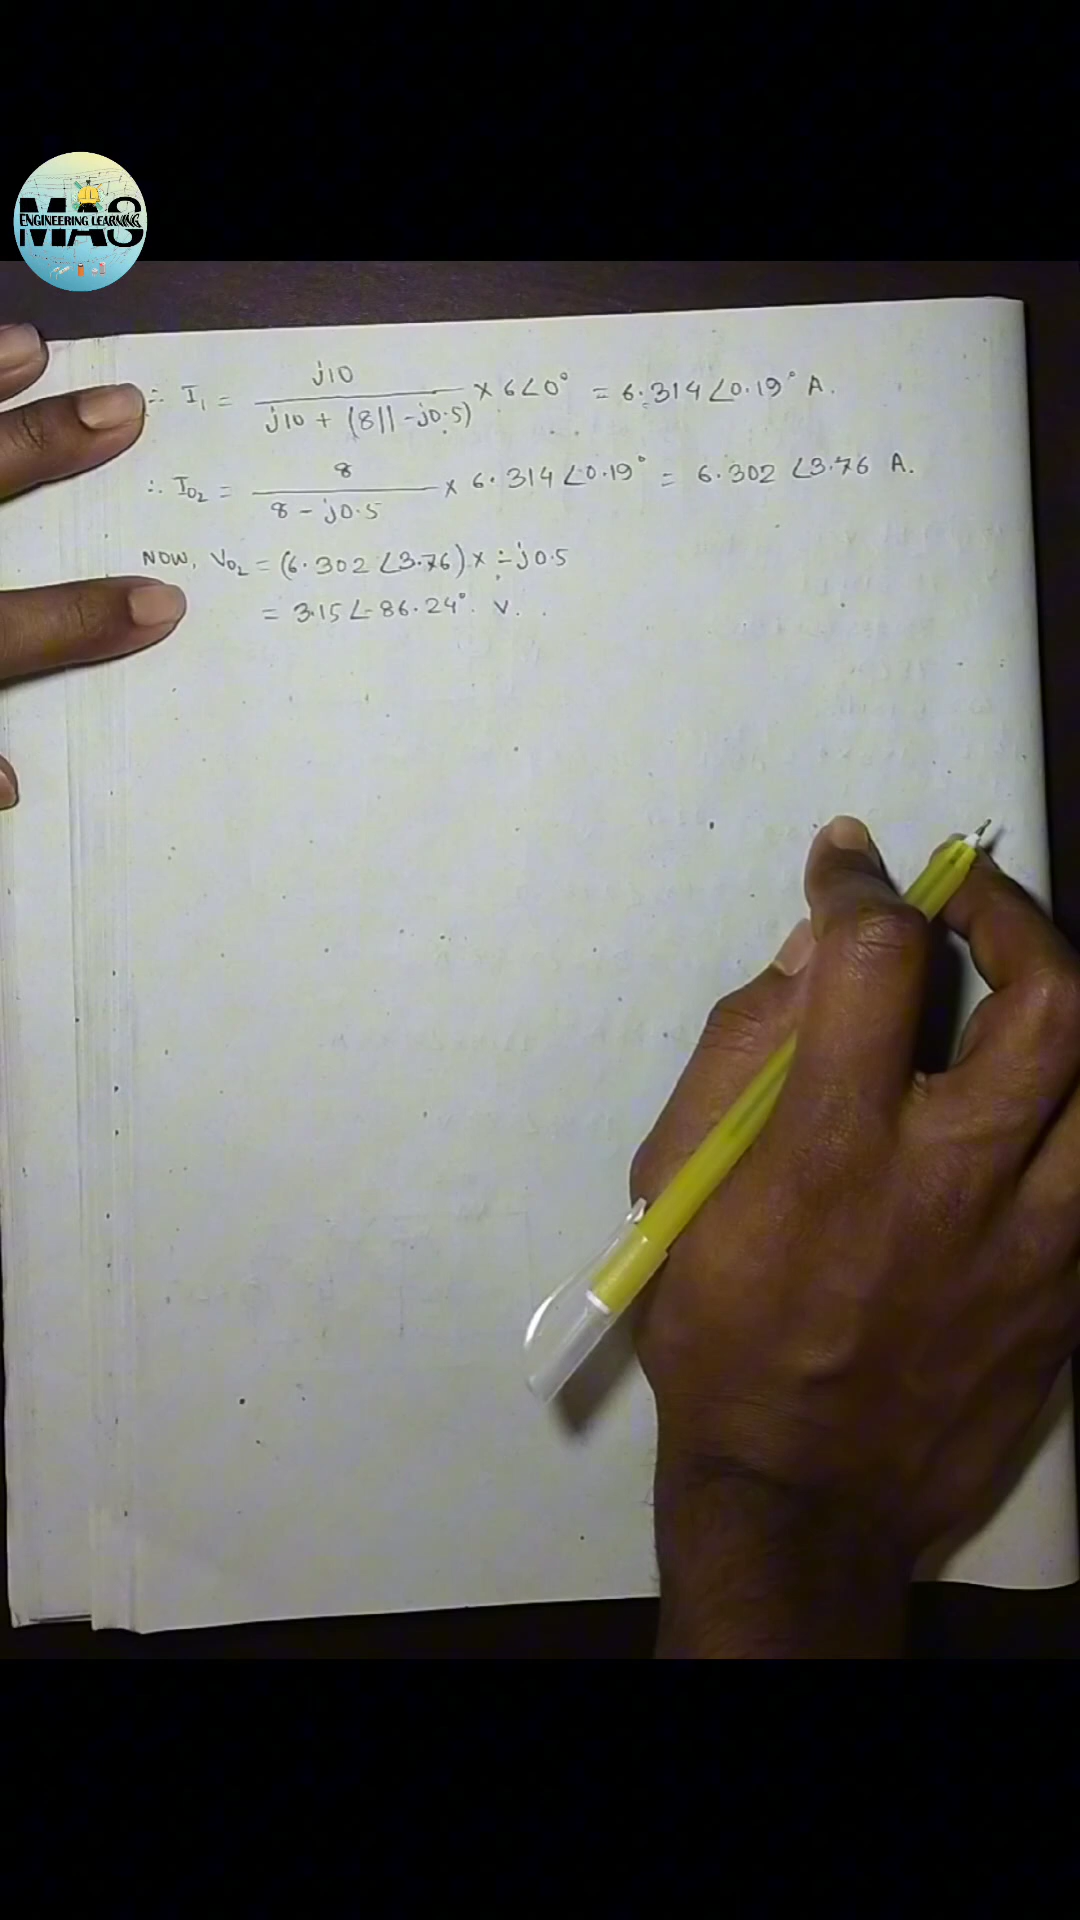 MAS
ENGINEERING LEARNING
∴ I₁ = j10 / (j10 + (8||-j0.5)) × 6∠0° = 6.314∠0.19° A.
∴ I₀₂ = 8 / (8 - j0.5) × 6.314∠0.19° = 6.302∠3.76 A.
NOW, V₀₂ = (6.302∠3.76) × -j0.5
= 3.15∠-86.24° V.